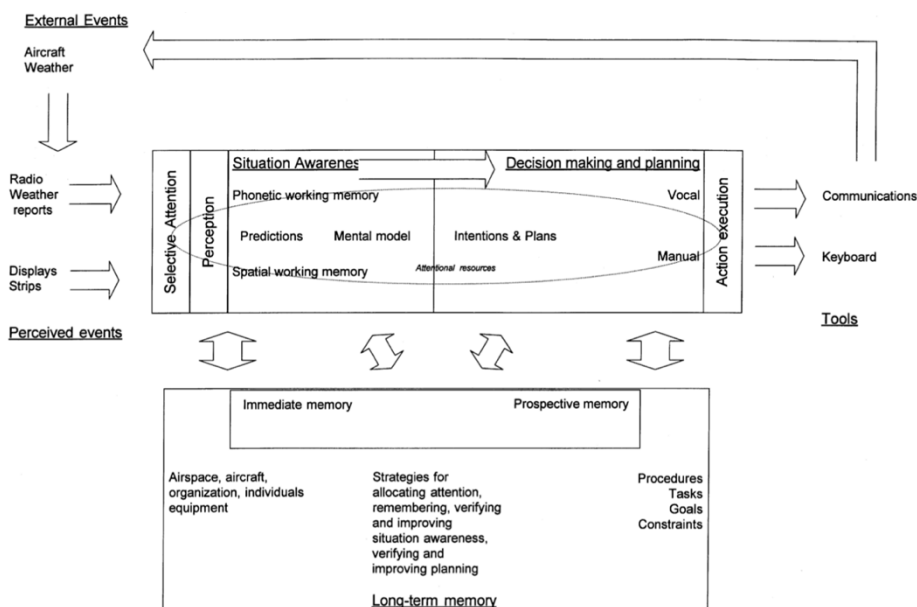 External Events
Aircraft
Weather
Radio
Weather
reports
Displays
Strips
Perceived events
Selective Attention
Perception
Situation Awarenes
Phonetic working memory
Predictions
Mental model
Spatial working memory
Decision making and planning
Vocal
Intentions & Plans
Manual
Attentional resources
Action execution
Communications
Keyboard
Tools
Immediate memory
Prospective memory
Airspace, aircraft,
organization, individuals
equipment
Strategies for
allocating attention,
remembering, verifying
and improving
situation awareness,
verifying and
improving planning
Procedures
Tasks
Goals
Constraints
Long-term memory